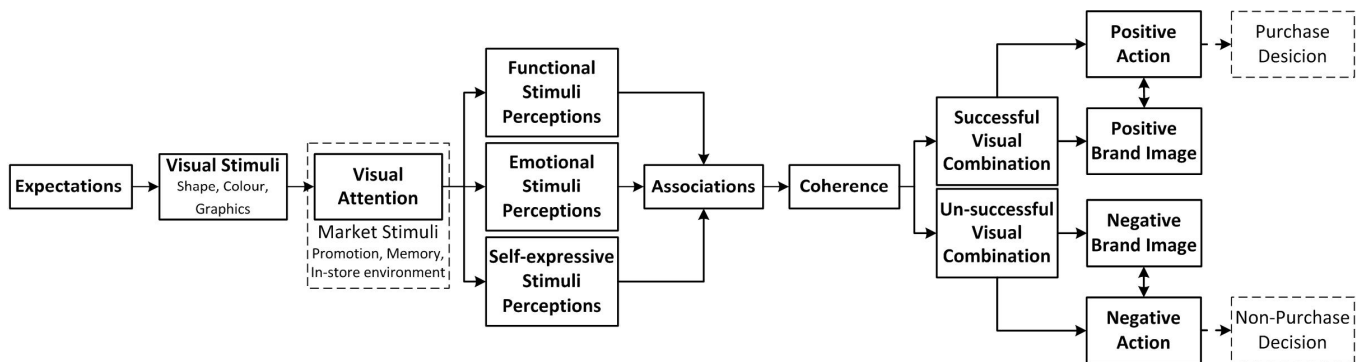 Expectations
Visual Stimuli
Shape, Colour,
Graphics
Visual
Attention
Market Stimuli
Promotion, Memory,
In-store environment
Functional
Stimuli
Perceptions
Emotional
Stimuli
Perceptions
Self-expressive
Stimuli
Perceptions
Associations
Coherence
Successful
Visual
Combination
Un-successful
Visual
Combination
Positive
Action
Positive
Brand Image
Negative
Brand Image
Negative
Action
Purchase
Desicion
Non-Purchase
Decision